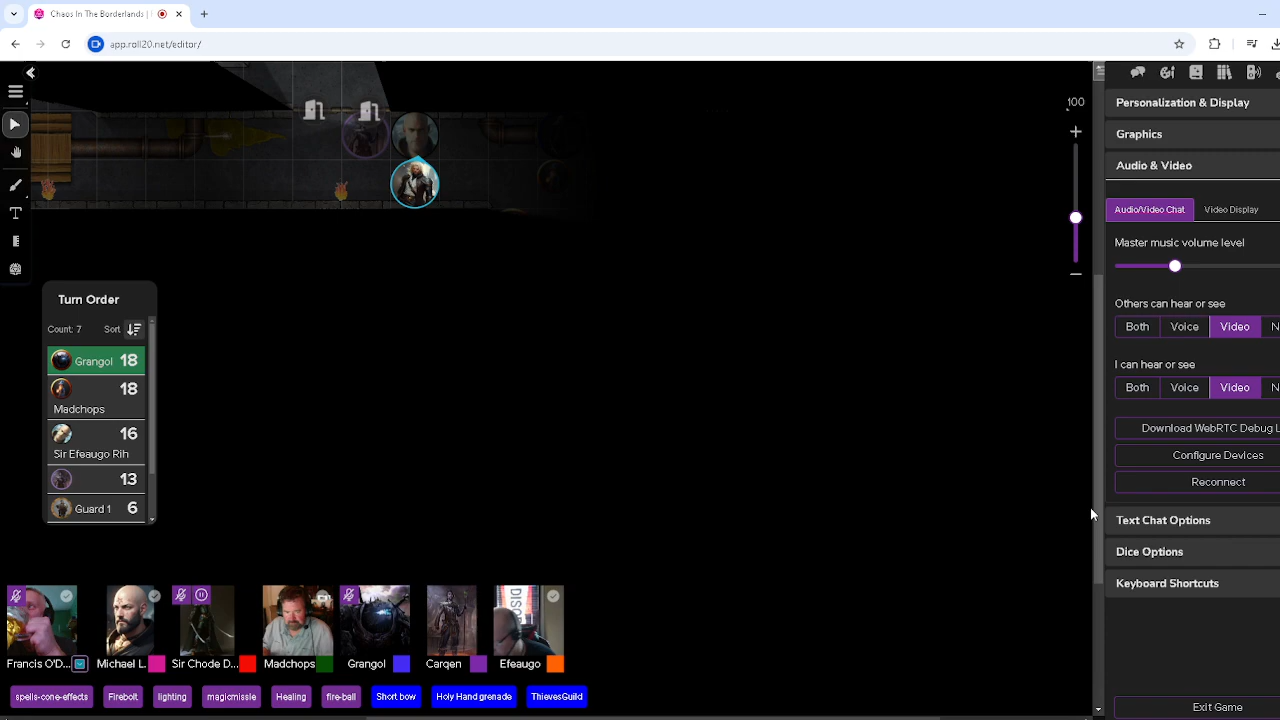 Chaos In The Borderlands |
app.roll20.net/editor/
100
Personalization & Display
Graphics
Audio & Video
Audio/Video Chat Video Display
Master music volume level
Others can hear or see
Both Voice Video N
I can hear or see
Both Voice Video N
Download WebRTC Debug L
Configure Devices
Reconnect
Text Chat Options
Dice Options
Keyboard Shortcuts
Exit Game
Turn Order
Count: 7 Sort
Grangol 18
18
Madchops
16
Sir Efeaugo Rih
13
Guard 1 6
Francis O'D... Michael L. Sir Chode D... Madchops Grangol Carqen Efeaugo
spells-cone-effects Firebolt lighting magicmissle Healing fire-ball Short bow Holy Hand grenade ThievesGuild